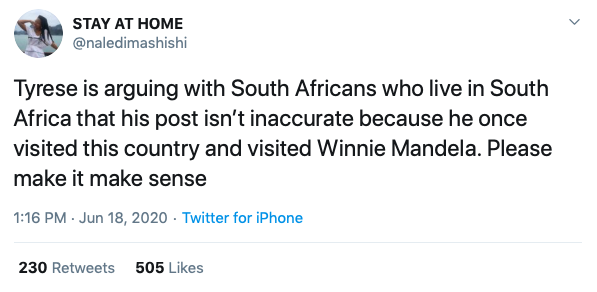 STAY AT HOME
@naledimashishi
Tyrese is arguing with South Africans who live in South
Africa that his post isn’t inaccurate because he once
visited this country and visited Winnie Mandela. Please
make it make sense
1:16 PM · Jun 18, 2020 · Twitter for iPhone
230 Retweets 505 Likes